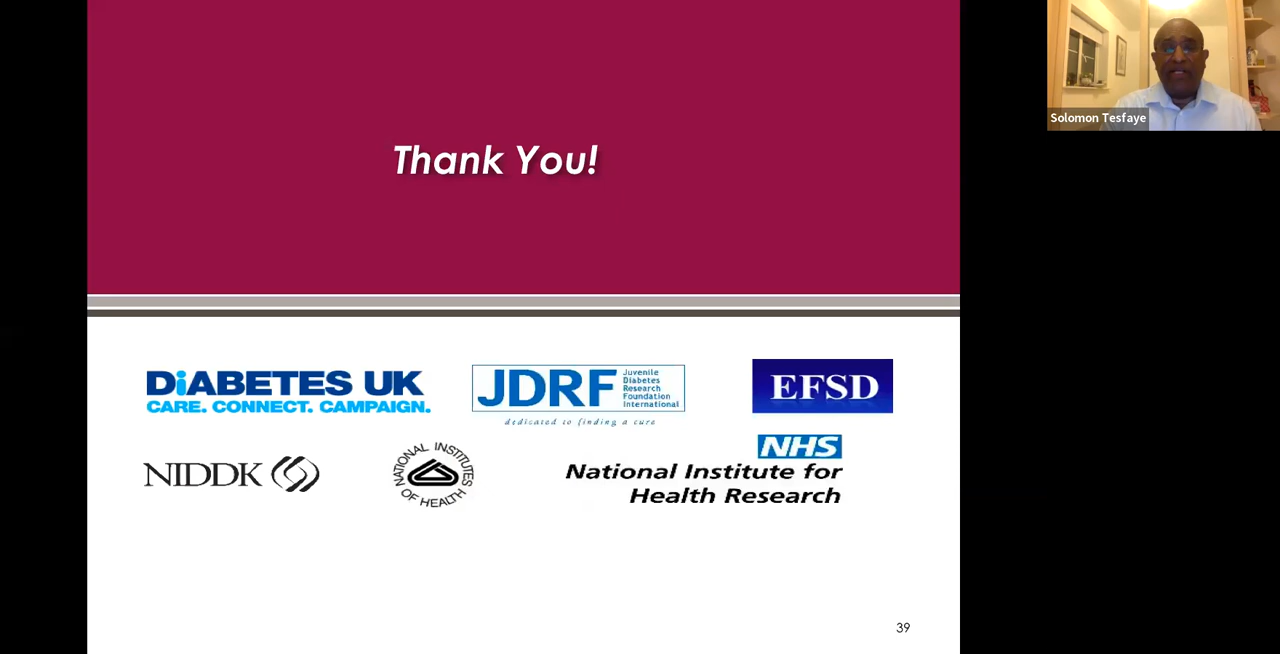 Solomon Tesfaye
Thank You!
DiABETES UK
CARE. CONNECT. CAMPAIGN.
JDRF
Juvenile
Diabetes
Research
Foundation
International
dedicated to finding a cure
EFSD
NIDDK
NATIONAL INSTITUTES
OF HEALTH
NHS
National Institute for
Health Research
39